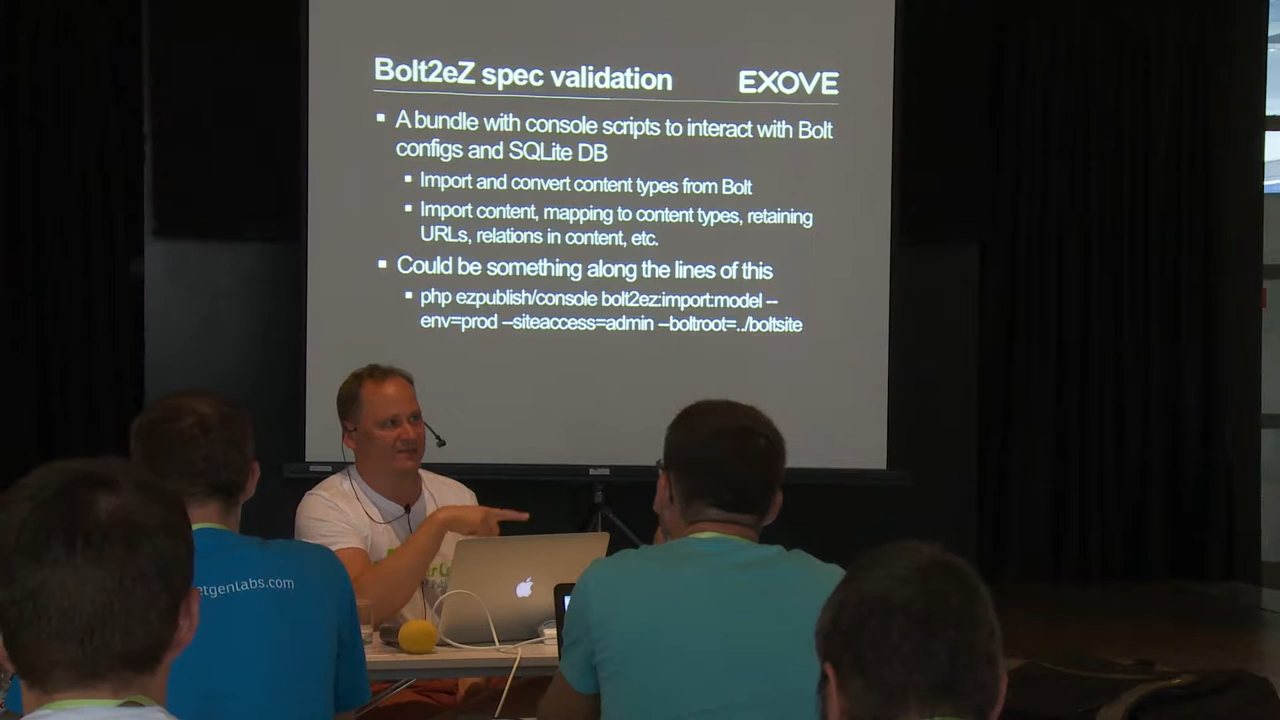 Bolt2eZ spec validation
EXOVE
▪ A bundle with console scripts to interact with Bolt
configs and SQLite DB
▪ Import and convert content types from Bolt
▪ Import content, mapping to content types, retaining
URLs, relations in content, etc.
▪ Could be something along the lines of this
▪ php ezpublish/console bolt2ez:import:model --
env=prod --siteaccess=admin --boltroot=../boltsite
etgenlabs.com